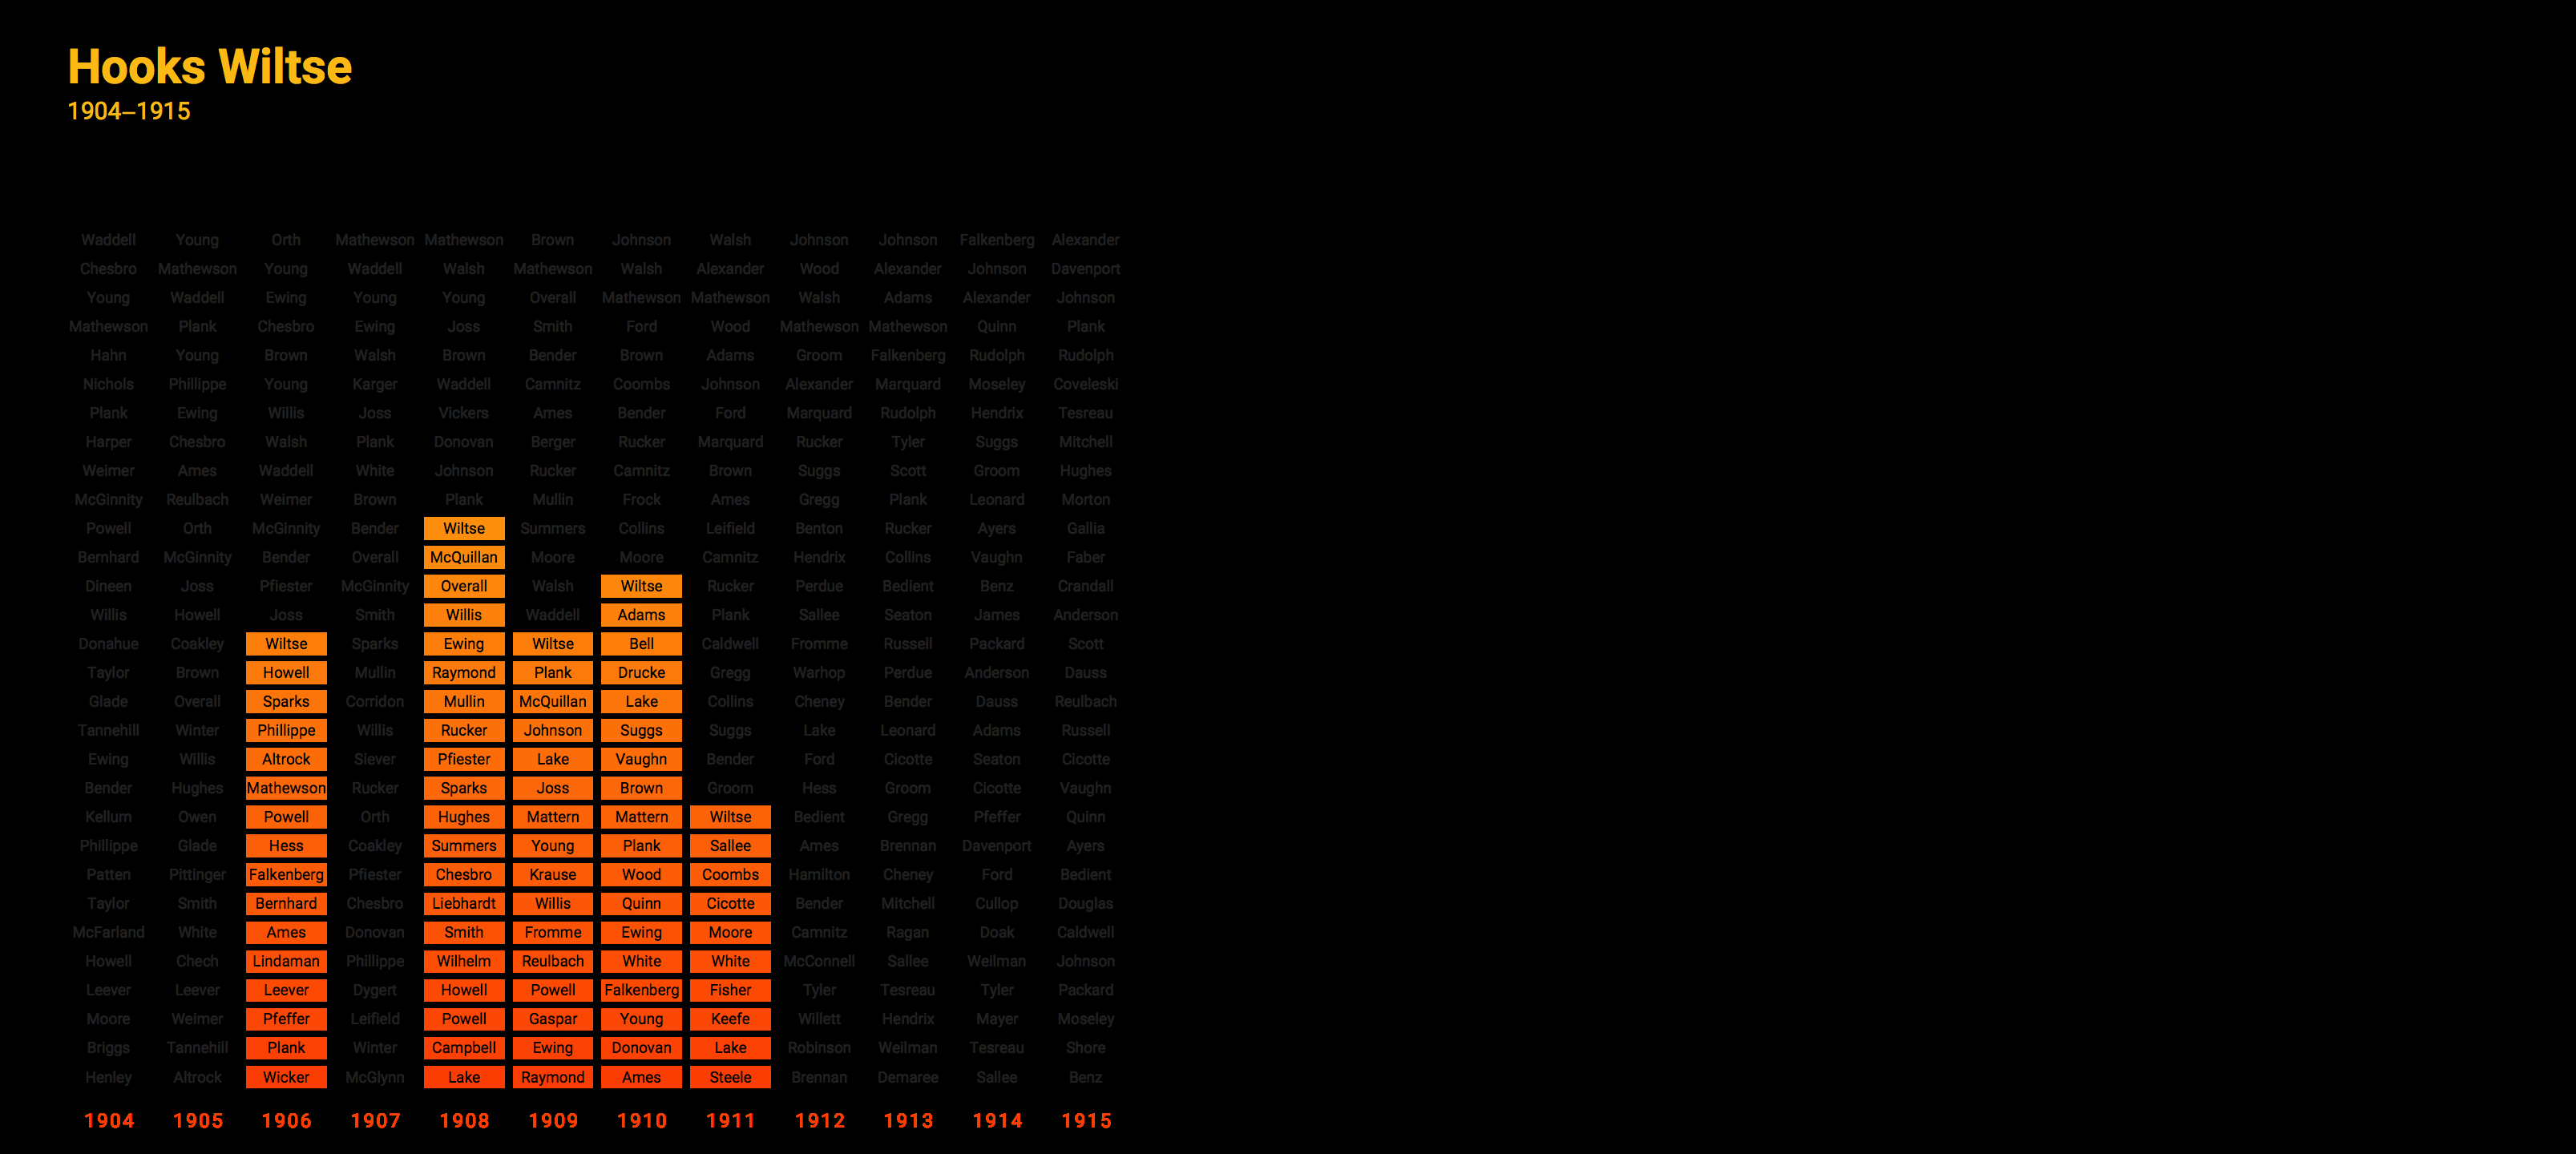 Hooks Wiltse
1904–1915
Waddell Young Orth Mathewson Mathewson Brown Johnson Walsh Johnson Johnson Falkenberg Alexander
Chesbro Mathewson Young Waddell Walsh Mathewson Walsh Alexander Wood Alexander Johnson Davenport
Young Waddell Ewing Young Young Overall Mathewson Mathewson Walsh Adams Alexander Johnson
Mathewson Plank Chesbro Ewing Joss Smith Ford Wood Mathewson Mathewson Quinn Plank
Hahn Young Brown Walsh Brown Bender Brown Adams Groom Falkenberg Rudolph Rudolph
Nichols Phillippe Young Karger Waddell Camnitz Coombs Johnson Alexander Marquard Moseley Coveleski
Plank Ewing Willis Joss Vickers Ames Bender Ford Marquard Rudolph Hendrix Tesreau
Harper Chesbro Walsh Plank Donovan Berger Rucker Marquard Rucker Tyler Suggs Mitchell
Weimer Ames Waddell White Johnson Rucker Camnitz Brown Suggs Scott Groom Hughes
McGinnity Reulbach Weimer Brown Plank Mullin Frock Ames Gregg Plank Leonard Morton
Powell Orth McGinnity Bender Wiltse Summers Collins Leifield Benton Rucker Ayers Gallia
Bernhard McGinnity Bender Overall McQuillan Moore Moore Camnitz Hendrix Collins Vaughn Faber
Dineen Joss Pfiester McGinnity Overall Walsh Wiltse Rucker Perdue Bedient Benz Crandall
Willis Howell Joss Smith Willis Waddell Adams Plank Sallee Seaton James Anderson
Donahue Coakley Wiltse Sparks Ewing Wiltse Bell Caldwell Fromme Russell Packard Scott
Taylor Brown Howell Mullin Raymond Plank Drucke Gregg Warhop Perdue Anderson Dauss
Glade Overall Sparks Corridon Mullin McQuillan Lake Collins Cheney Bender Dauss Reulbach
Tannehill Winter Phillippe Willis Rucker Johnson Suggs Suggs Lake Leonard Adams Russell
Ewing Willis Altrock Siever Pfiester Lake Vaughn Bender Ford Cicotte Seaton Cicotte
Bender Hughes Mathewson Rucker Sparks Joss Brown Groom Hess Groom Cicotte Vaughn
Kellum Owen Powell Orth Hughes Mattern Mattern Wiltse Bedient Gregg Pfeffer Quinn
Phillippe Glade Hess Coakley Summers Young Plank Sallee Ames Brennan Davenport Ayers
Patten Pittinger Falkenberg Pfiester Chesbro Krause Wood Coombs Hamilton Cheney Ford Bedient
Taylor Smith Bernhard Chesbro Liebhardt Willis Quinn Cicotte Bender Mitchell Cullop Douglas
McFarland White Ames Donovan Smith Fromme Ewing Moore Camnitz Ragan Doak Caldwell
Howell Chech Lindaman Phillippe Wilhelm Reulbach White White McConnell Sallee Weilman Johnson
Leever Leever Leever Dygert Howell Powell Falkenberg Fisher Tyler Tesreau Tyler Packard
Moore Weimer Pfeffer Leifield Powell Gaspar Young Keefe Willett Hendrix Mayer Moseley
Briggs Tannehill Plank Winter Campbell Ewing Donovan Lake Robinson Weilman Tesreau Shore
Henley Altrock Wicker McGlynn Lake Raymond Ames Steele Brennan Demaree Sallee Benz
1904 1905 1906 1907 1908 1909 1910 1911 1912 1913 1914 1915